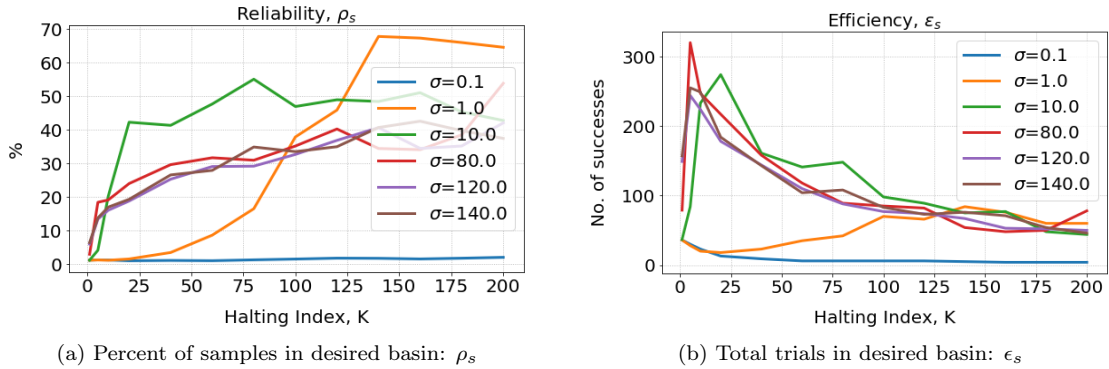 Reliability, ρₛ
70
60
50
40
30
20
10
0
%
σ=0.1
σ=1.0
σ=10.0
σ=80.0
σ=120.0
σ=140.0
0 25 50 75 100 125 150 175 200
Halting Index, K
(a) Percent of samples in desired basin: ρₛ
Efficiency, εₛ
300
200
100
0
No. of successes
σ=0.1
σ=1.0
σ=10.0
σ=80.0
σ=120.0
σ=140.0
0 25 50 75 100 125 150 175 200
Halting Index, K
(b) Total trials in desired basin: ϵₛ